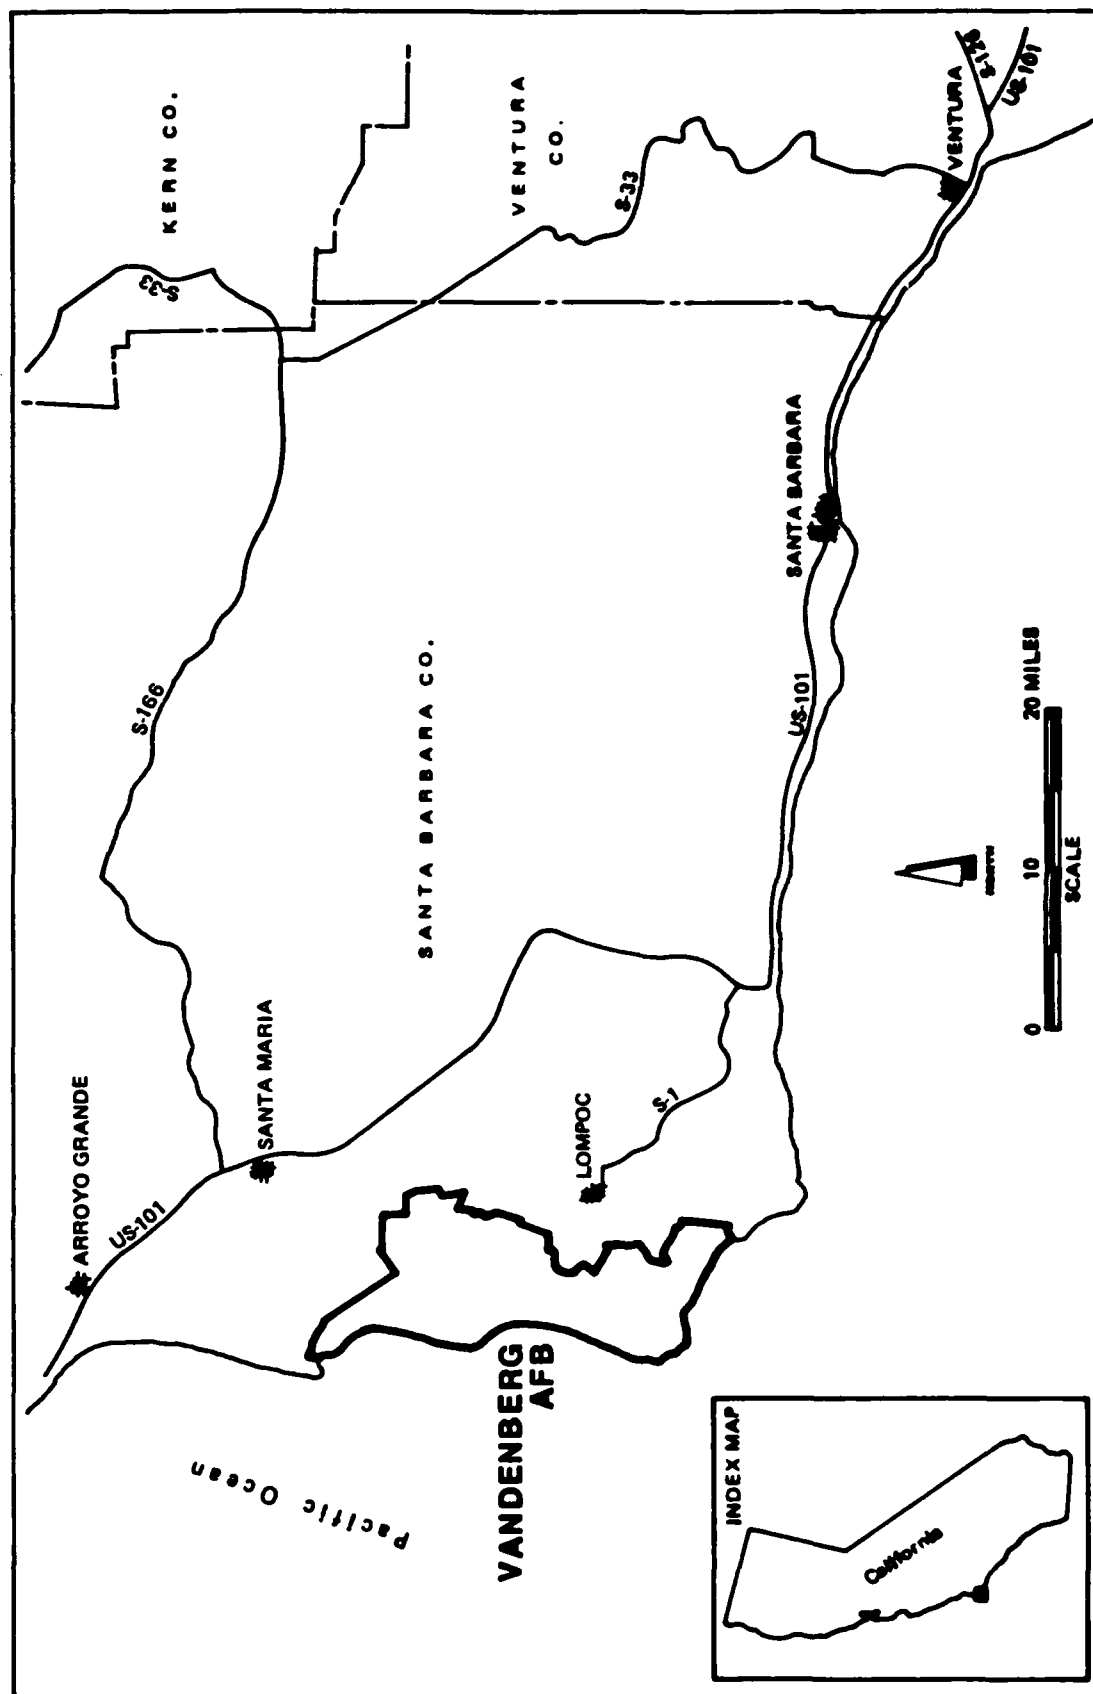 ARROYO GRANDE
US-101
SANTA MARIA
S-166
S-33
KERN CO.
VENTURA
CO.
S-33
SANTA BARBARA CO.
Pacific Ocean
VANDENBERG
AFB
LOMPOC
S-1
US-101
SANTA BARBARA
VENTURA
S-126
US-101
NORTH
0
10
20 MILES
SCALE
INDEX MAP
California